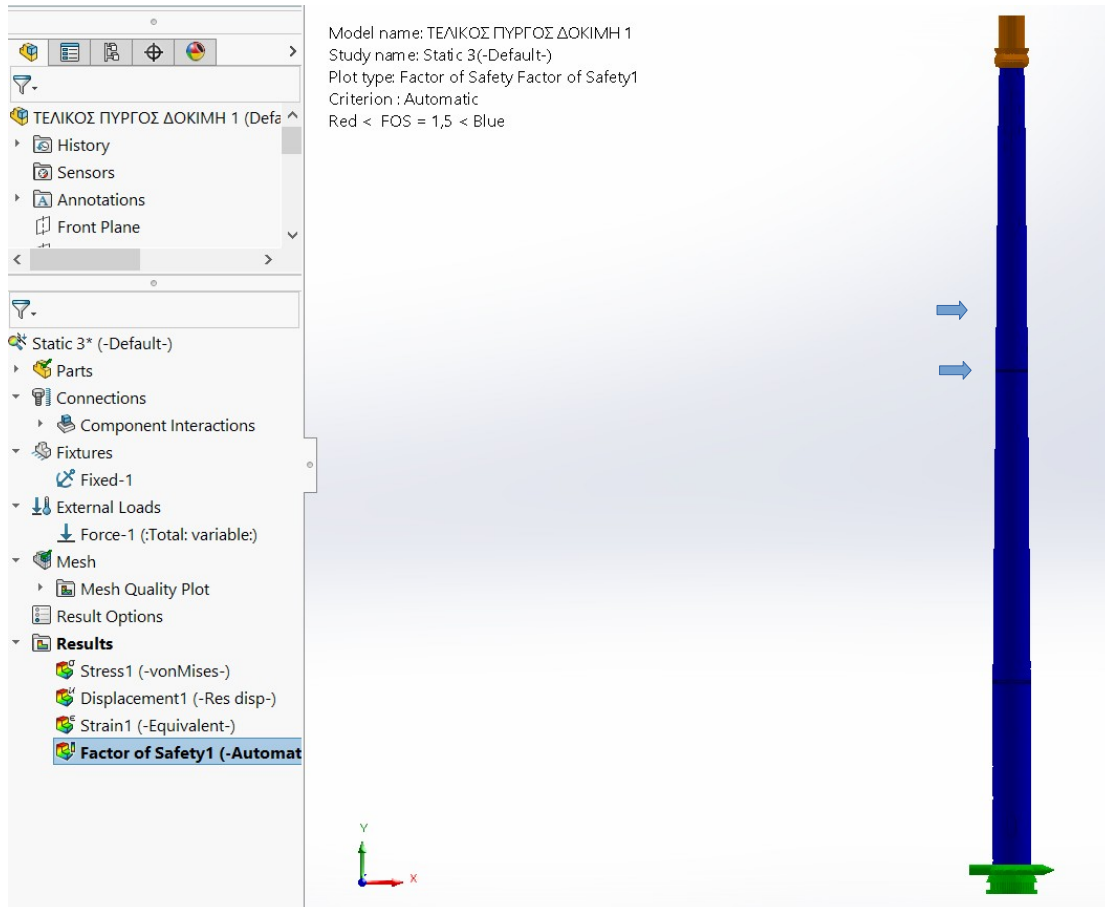 ΤΕΛΙΚΟΣ ΠΥΡΓΟΣ ΔΟΚΙΜΗ 1 (Defa
History
Sensors
Annotations
Front Plane
Static 3* (-Default-)
Parts
Connections
Component Interactions
Fixtures
Fixed-1
External Loads
Force-1 (:Total: variable:)
Mesh
Mesh Quality Plot
Result Options
Results
Stress1 (-vonMises-)
Displacement1 (-Res disp-)
Strain1 (-Equivalent-)
Factor of Safety1 (-Automat
Model name: ΤΕΛΙΚΟΣ ΠΥΡΓΟΣ ΔΟΚΙΜΗ 1
Study name: Static 3(-Default-)
Plot type: Factor of Safety Factor of Safety1
Criterion : Automatic
Red < FOS = 1,5 < Blue
Y
X